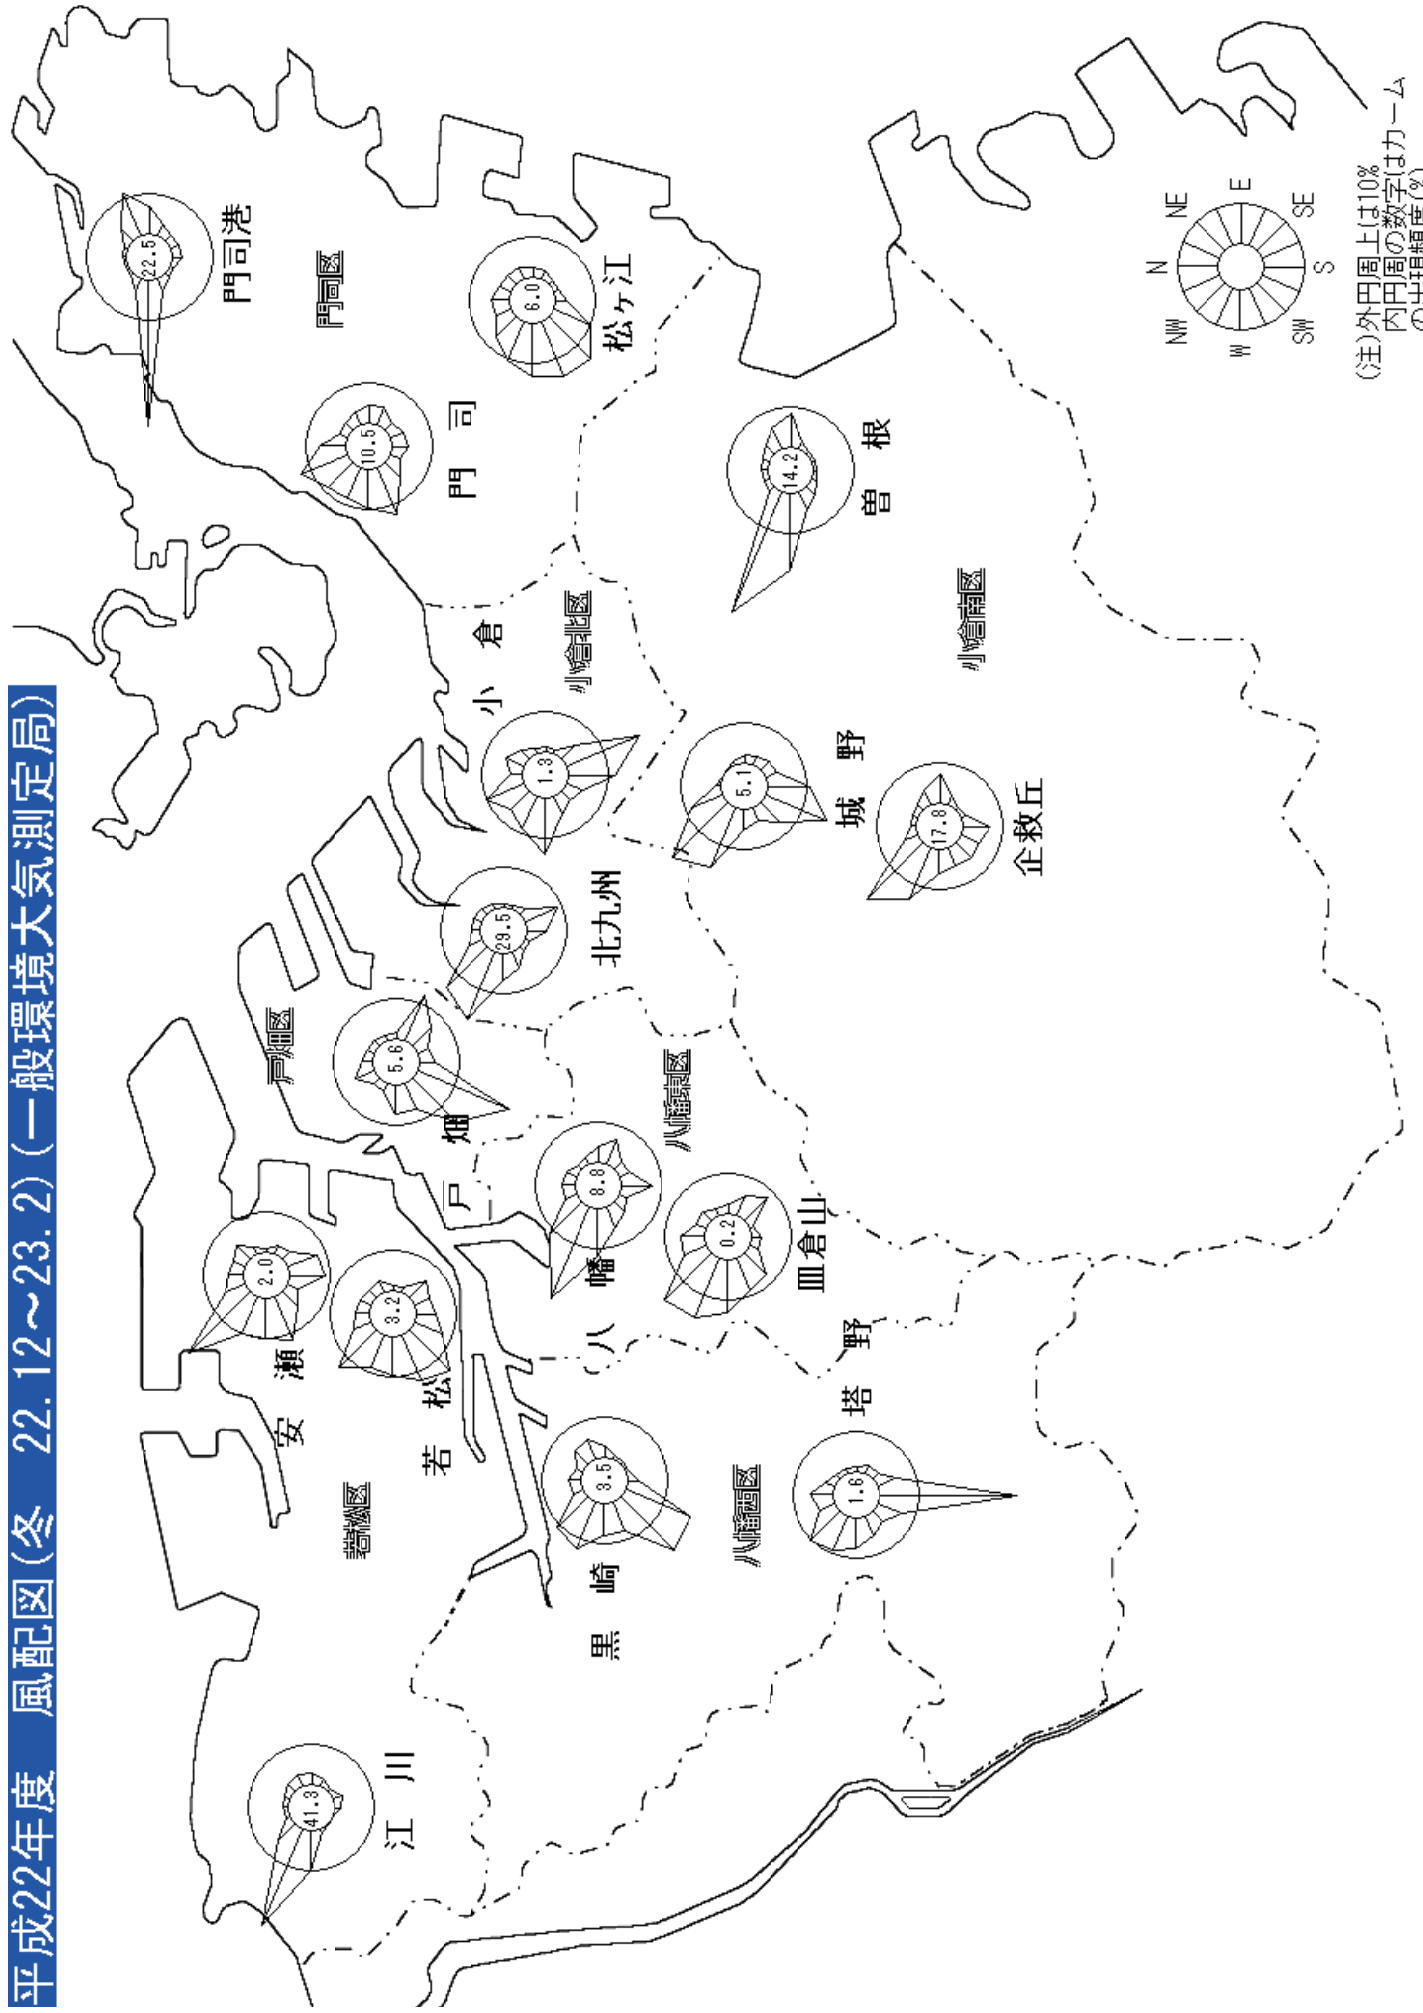 平成22年度　風配図(冬　22.12～23.2)(一般環境大気測定局)
22.5
門司港
門司区
10.5
門司
6.0
松ヶ江
2.0
安瀬
3.2
若松
若松区
41.3
江川
戸畑区
5.6
戸畑
29.5
北九州
1.3
小倉
小倉北区
8.8
八幡
八幡東区
0.2
皿倉山
3.5
黒崎
八幡西区
1.6
塔野
5.1
城野
14.2
曽根
17.8
企救丘
小倉南区
N
NE
E
SE
S
SW
W
NW
(注)外円周上は10%
内円周の数字はカーム
の出現頻度(%)